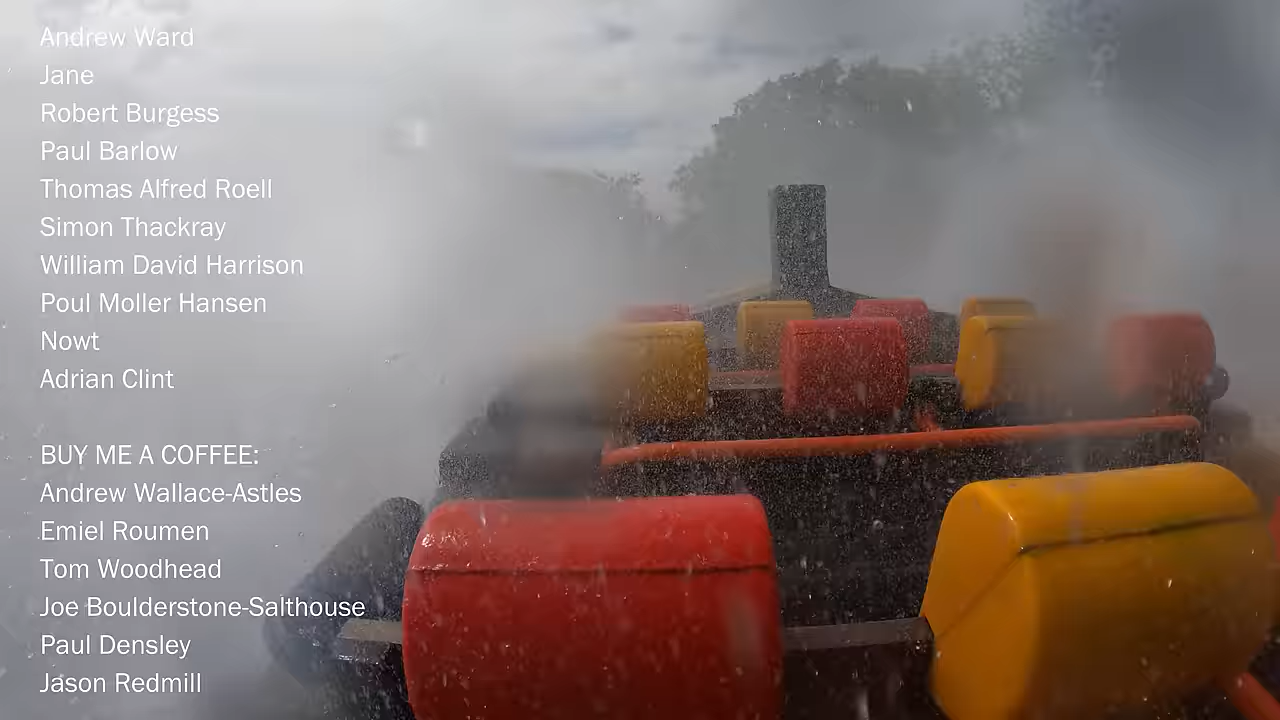 Andrew Ward
Jane
Robert Burgess
Paul Barlow
Thomas Alfred Roell
Simon Thackray
William David Harrison
Poul Moller Hansen
Nowt
Adrian Clint
BUY ME A COFFEE:
Andrew Wallace-Astles
Emiel Roumen
Tom Woodhead
Joe Boulderstone-Salthouse
Paul Densley
Jason Redmill